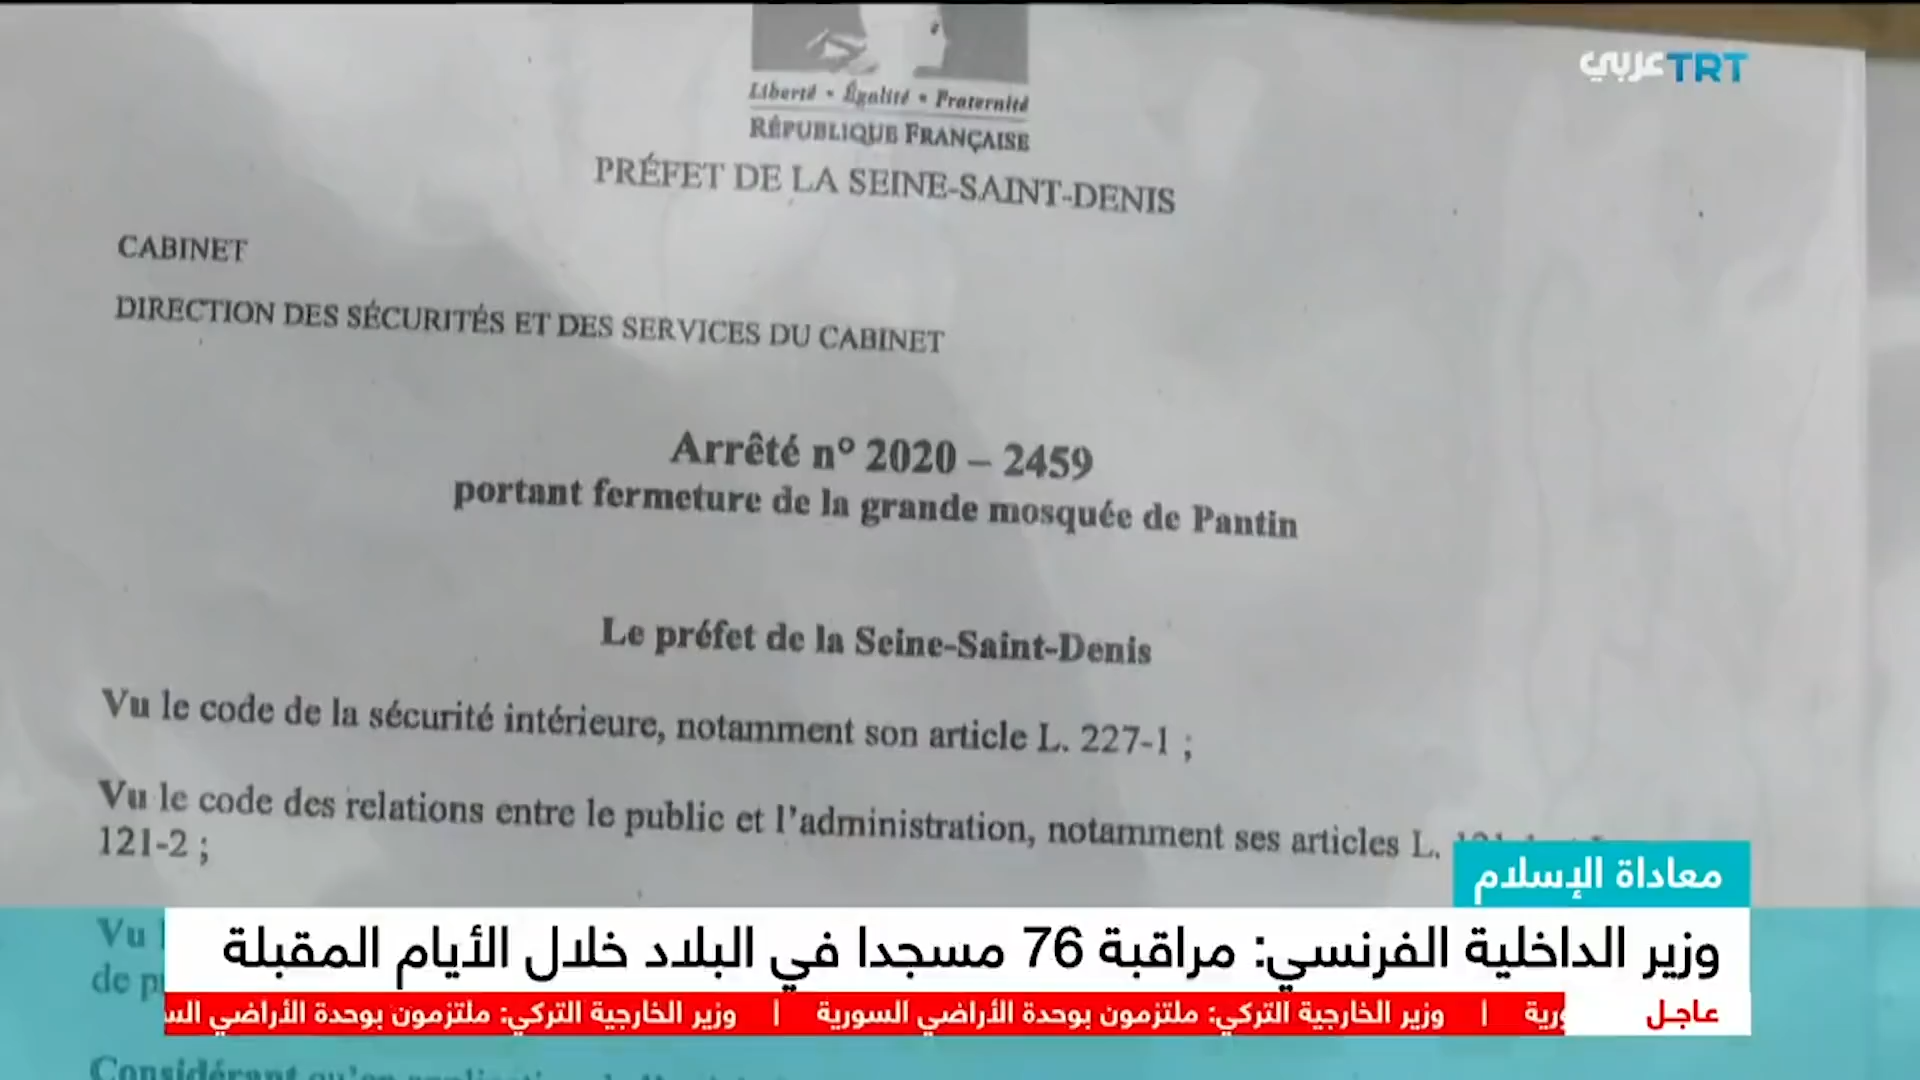 TRT عربي
Liberté • Égalité • Fraternité
RÉPUBLIQUE FRANÇAISE
PRÉFET DE LA SEINE-SAINT-DENIS
CABINET
DIRECTION DES SÉCURITÉS ET DES SERVICES DU CABINET
Arrêté nº 2020 – 2459
portant fermeture de la grande mosquée de Pantin
Le préfet de la Seine-Saint-Denis
Vu le code de la sécurité intérieure, notamment son article L. 227-1 ;
Vu le code des relations entre le public et l'administration, notamment ses articles L.
121-2 ;
معاداة الإسلام
Vu
وزير الداخلية الفرنسي: مراقبة 76 مسجدا في البلاد خلال الأيام المقبلة
de
عاجل
ورية | وزير الخارجية التركي: ملتزمون بوحدة الأراضي السورية | وزير الخارجية التركي: ملتزمون بوحدة الأراضي الس
Considérant